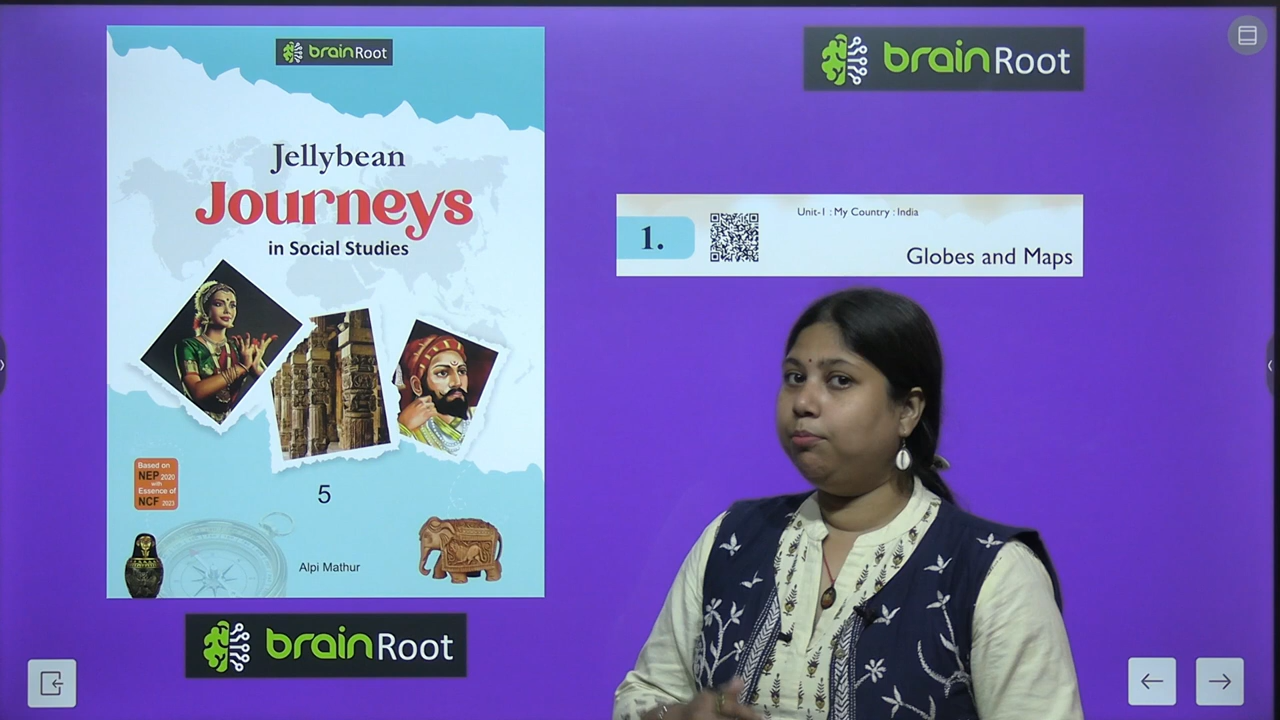 brainRoot
Jellybean
Journeys
in Social Studies
Based on
NEP 2020
with
Essence of
NCF 2023
5
Alpi Mathur
brainRoot
brainRoot
Unit-1 : My Country : India
1.
Globes and Maps